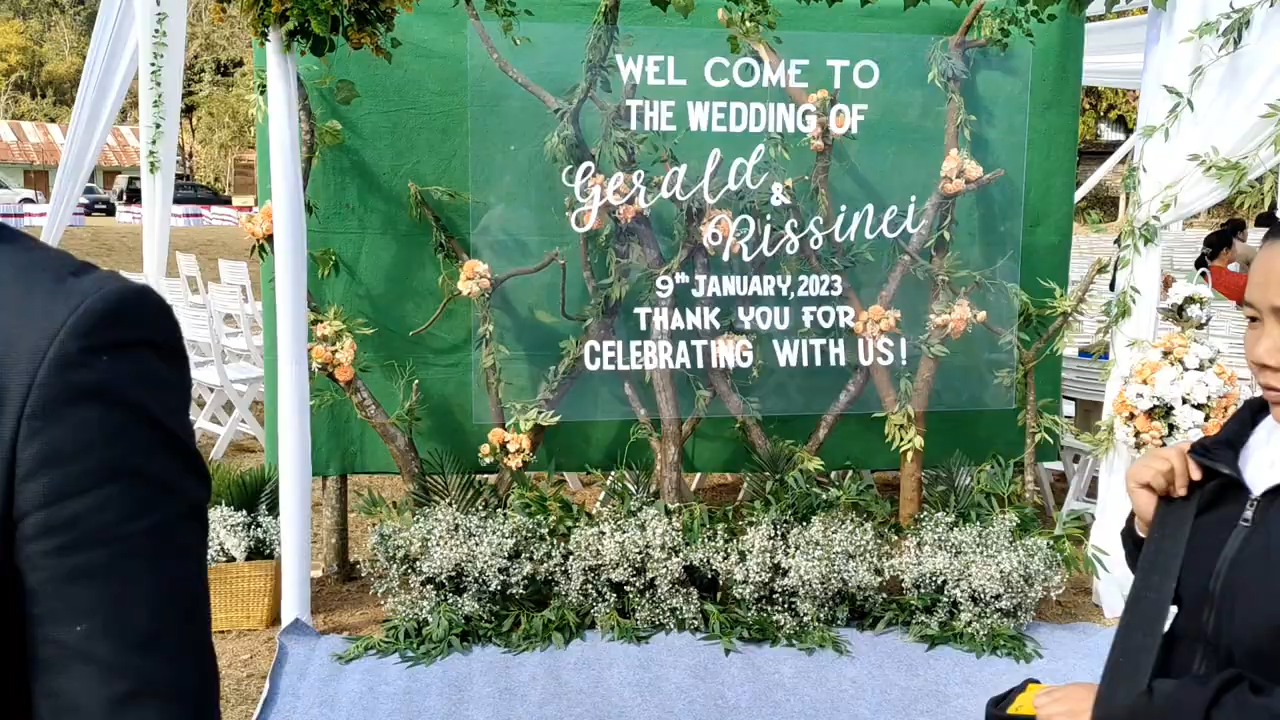 WEL COME TO
THE WEDDING OF
Gerald
&
Rissinei
9th JANUARY, 2023
THANK YOU FOR
CELEBRATING WITH US!